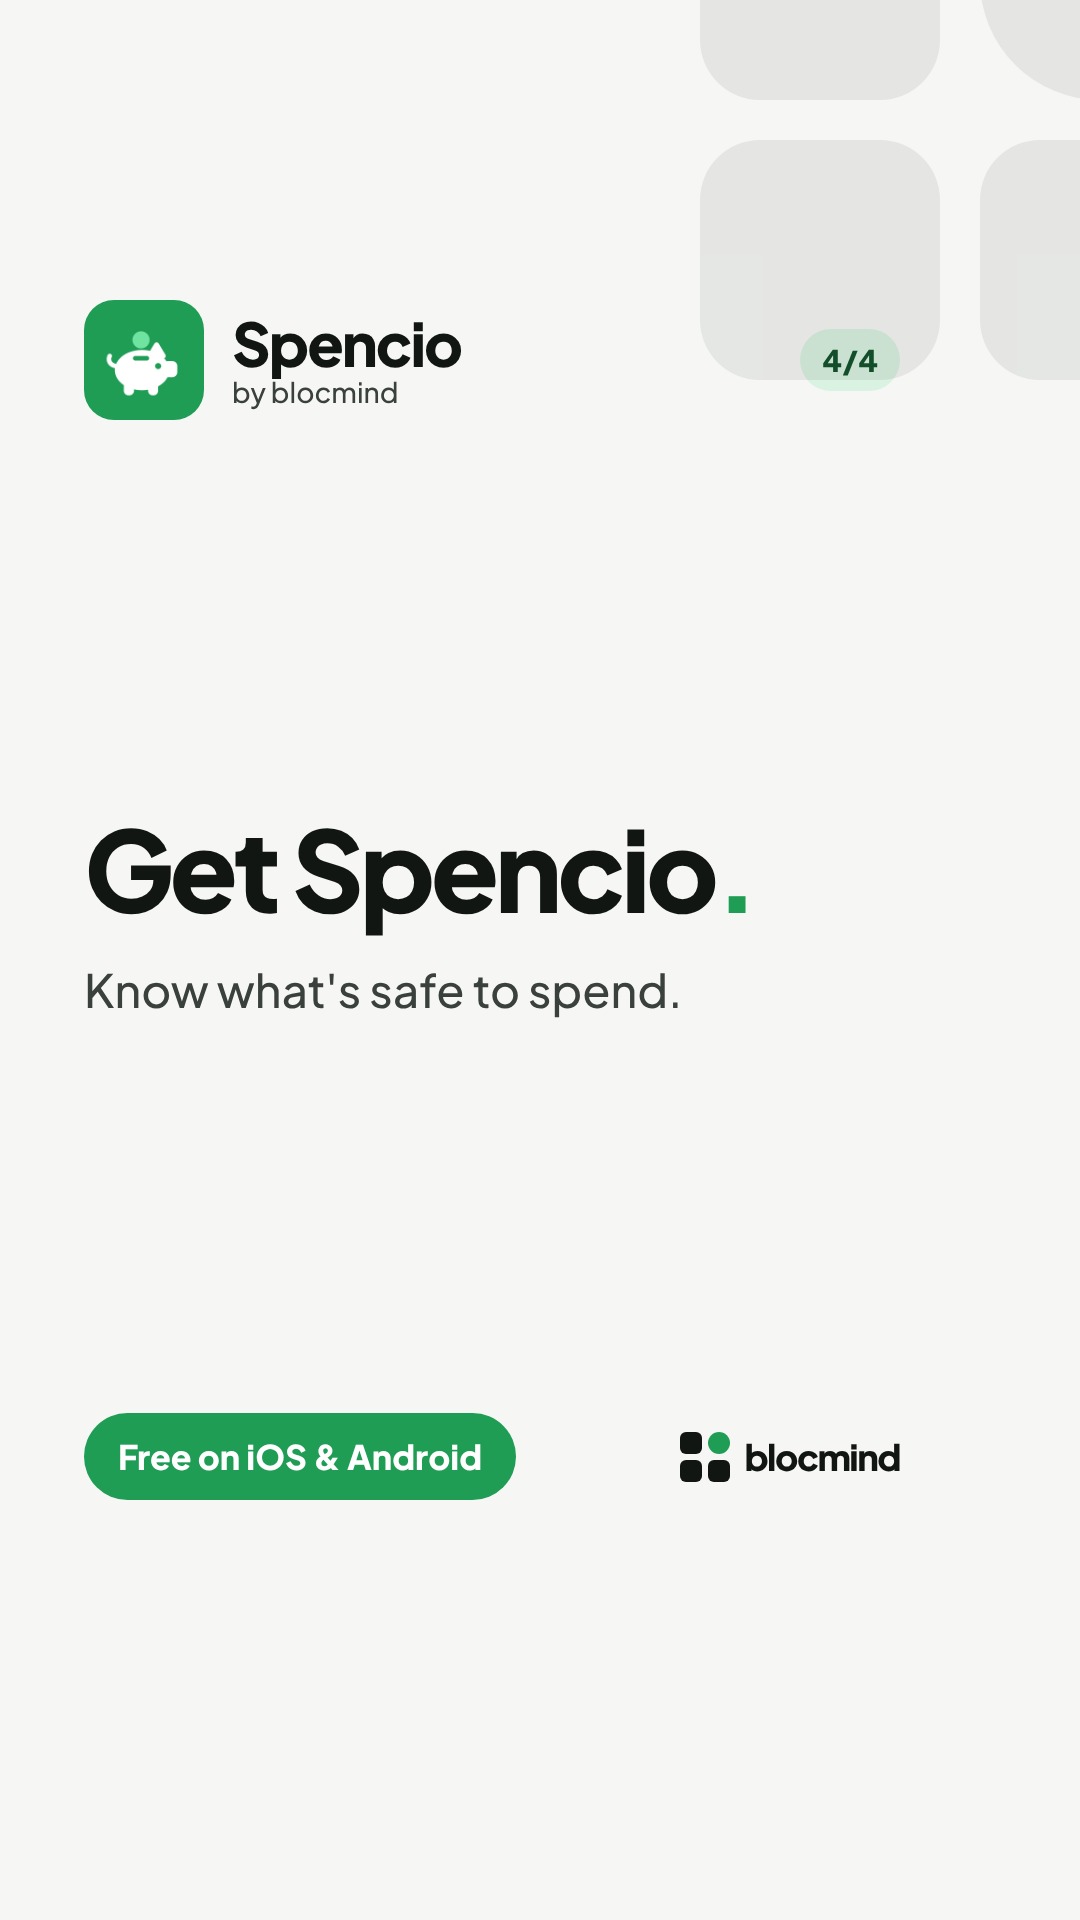 Spencio
by blocmind
4/4
Get Spencio.
Know what's safe to spend.
Free on iOS & Android
blocmind